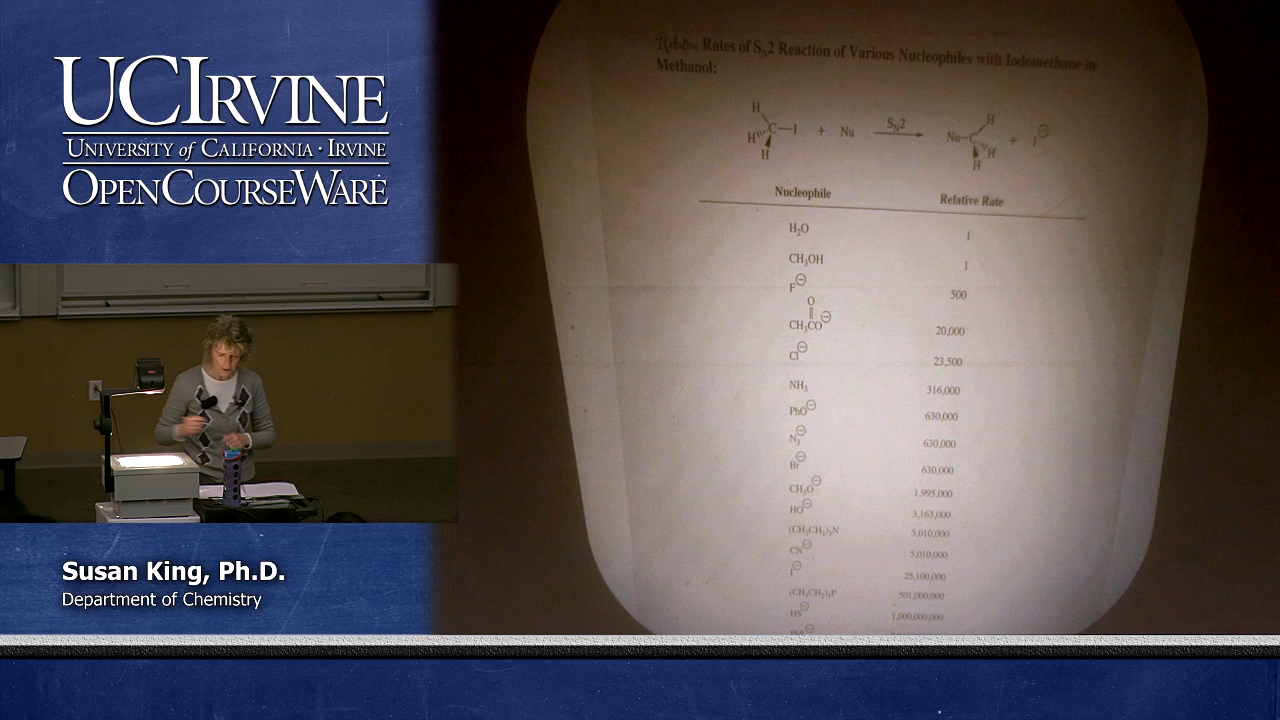 UCIRVINE
UNIVERSITY of CALIFORNIA · IRVINE
OPENCOURSEWARE
Susan King, Ph.D.
Department of Chemistry
Relative Rates of SN2 Reaction of Various Nucleophiles with Iodomethane in
Methanol:
H H C I H + Nu SN2 Nu C H H H + I⊖
Nucleophile Relative Rate
H₂O 1
CH₃OH 1
F⊖ 500
O
CH₃CO⊖ 20,000
Cl⊖ 23,500
NH₃ 316,000
PhO⊖ 630,000
N₃⊖ 630,000
Br⊖ 630,000
CH₃O⊖ 1,995,000
HO⊖ 3,163,000
(CH₃CH₂)₃N 5,010,000
CN⊖ 5,010,000
I⊖ 25,100,000
(CH₃CH₂)₃P 501,000,000
HS⊖ 1,000,000,000